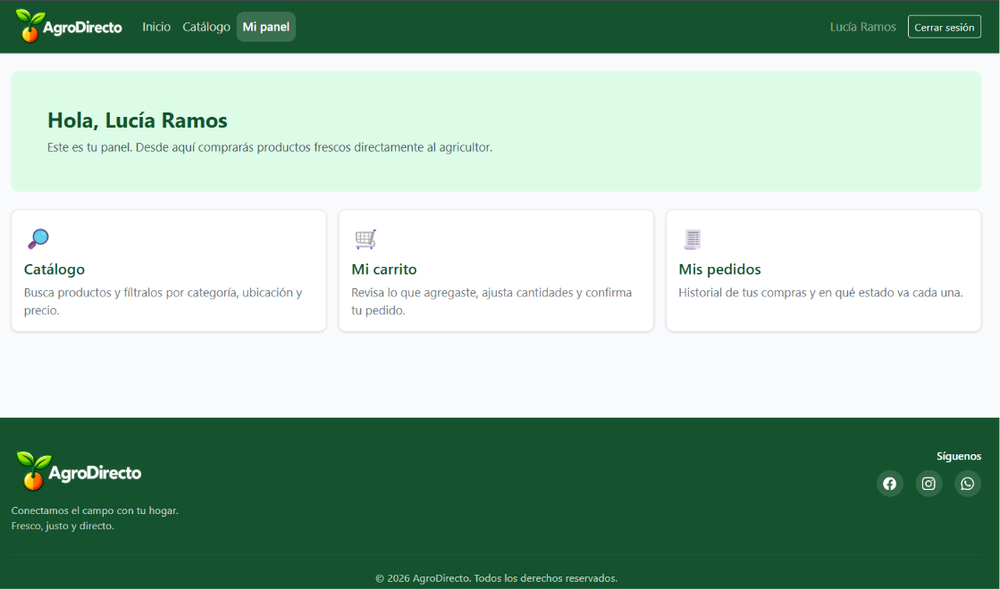 AgroDirecto Inicio Catálogo Mi panel Lucía Ramos Cerrar sesión
Hola, Lucía Ramos
Este es tu panel. Desde aquí comprarás productos frescos directamente al agricultor.
Catálogo
Busca productos y fíltralos por categoría, ubicación y
precio.
Mi carrito
Revisa lo que agregaste, ajusta cantidades y confirma
tu pedido.
Mis pedidos
Historial de tus compras y en qué estado va cada una.
AgroDirecto
Conectamos el campo con tu hogar.
Fresco, justo y directo.
Síguenos
© 2026 AgroDirecto. Todos los derechos reservados.